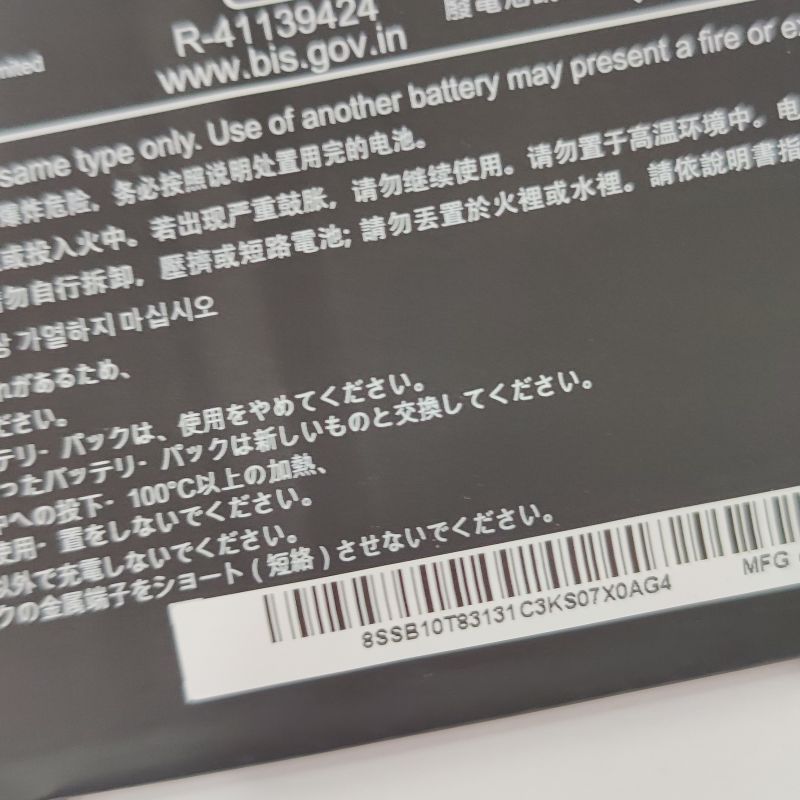 R-41139424
www.bis.gov.in
same type only. Use of another battery may present a fire or
爆炸危险，务必按照说明处置用完的电池。
或投入火中。若出现严重鼓胀，请勿继续使用。请勿置于高温环境中。电
请勿自行拆卸，壓擠或短路電池; 請勿丟置於火裡或水裡。請依說明書指
상 가열하지 마십시오
れがあるため、
ださい。
テリ- パックは、使用をやめてください。
ったバッテリ- パックは新しいものと交換してください。
中への投下- 100°C以上の加熱、
使用- 置をしないでください。
以外で充電しないでください。
クの金属端子をショート ( 短絡 ) させないでください。
8SSB10T83131C3KS07X0AG4
MFG